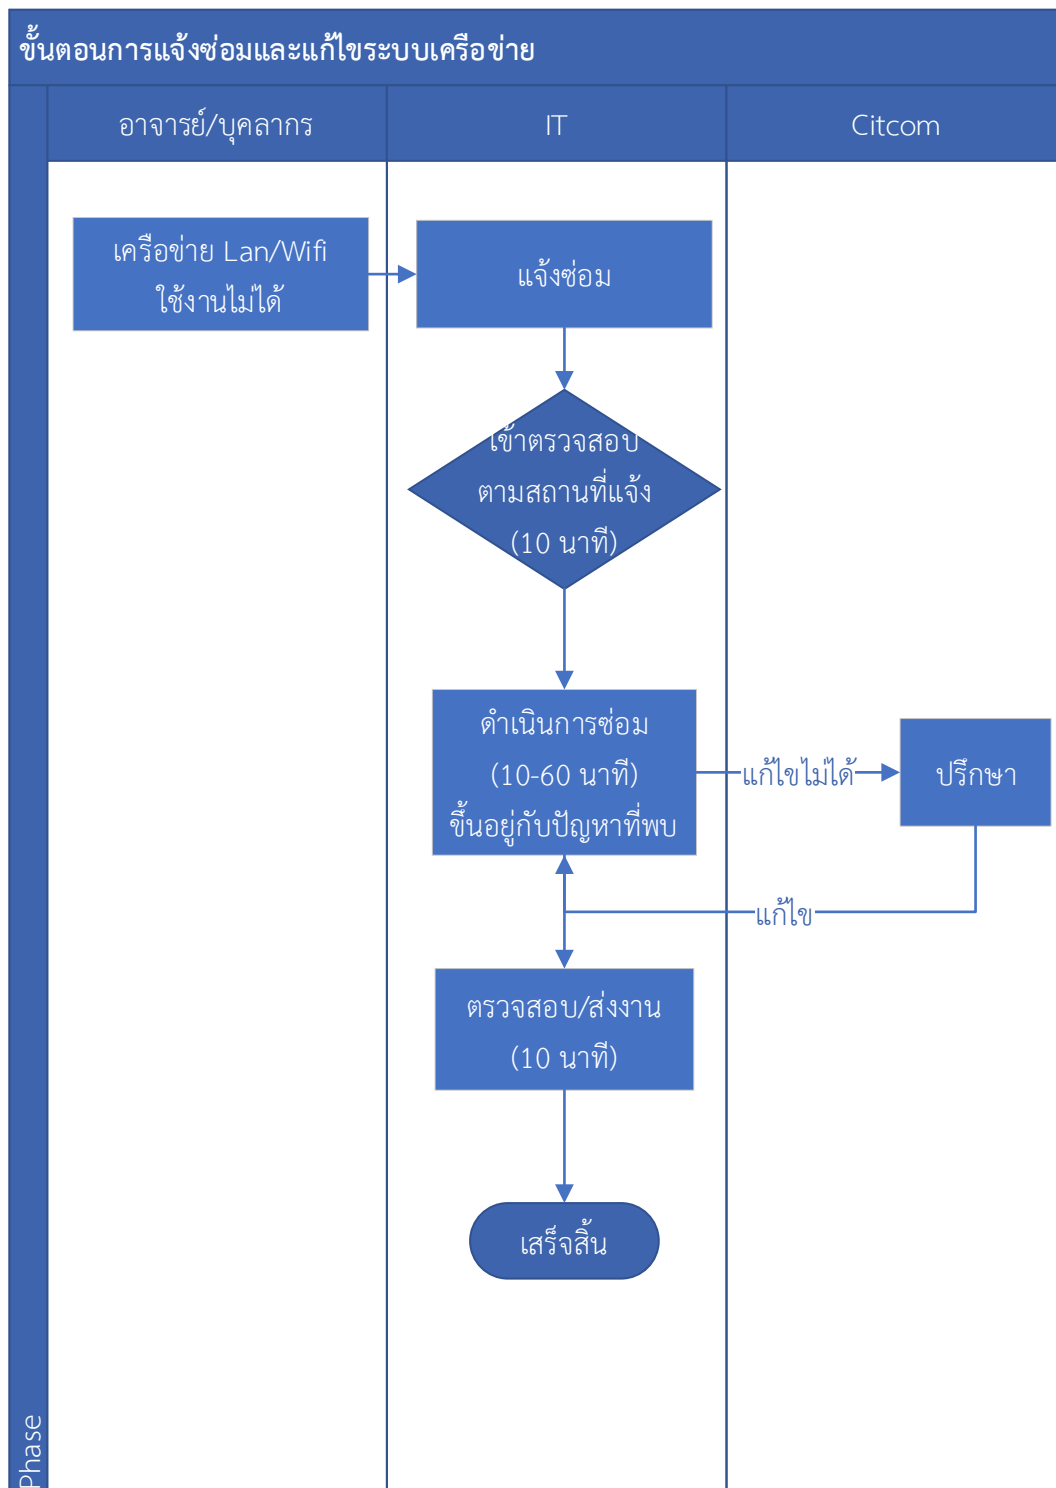 ขั้นตอนการแจ้งซ่อมและแก้ไขระบบเครือข่าย
อาจารย์/บุคลากร
IT
Citcom
เครือข่าย Lan/Wifi
ใช้งานไม่ได้
แจ้งซ่อม
เข้าตรวจสอบ
ตามสถานที่แจ้ง
(10 นาที)
ดำเนินการซ่อม
(10-60 นาที)
ขึ้นอยู่กับปัญหาที่พบ
แก้ไขไม่ได้
ปรึกษา
แก้ไข
ตรวจสอบ/ส่งงาน
(10 นาที)
เสร็จสิ้น
Phase